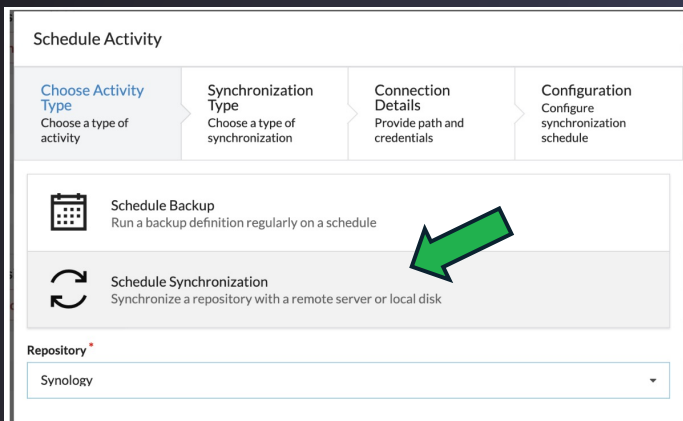 Schedule Activity
Choose Activity
Type
Choose a type of
activity
Synchronization
Type
Choose a type of
synchronization
Connection
Details
Provide path and
credentials
Configuration
Configure
synchronization
schedule
Schedule Backup
Run a backup definition regularly on a schedule
Schedule Synchronization
Synchronize a repository with a remote server or local disk
Repository *
Synology